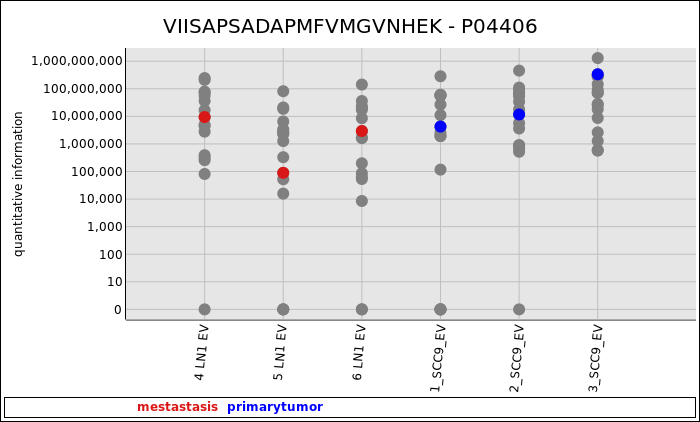 VIISAPSADAPMFVMGVNHEK - P04406
quantitative information
1,000,000,000
100,000,000
10,000,000
1,000,000
100,000
10,000
1,000
100
10
0
4 LN1 EV
5 LN1 EV
6 LN1 EV
1_SCC9_EV
2_SCC9_EV
3_SCC9_EV
mestastasis primarytumor